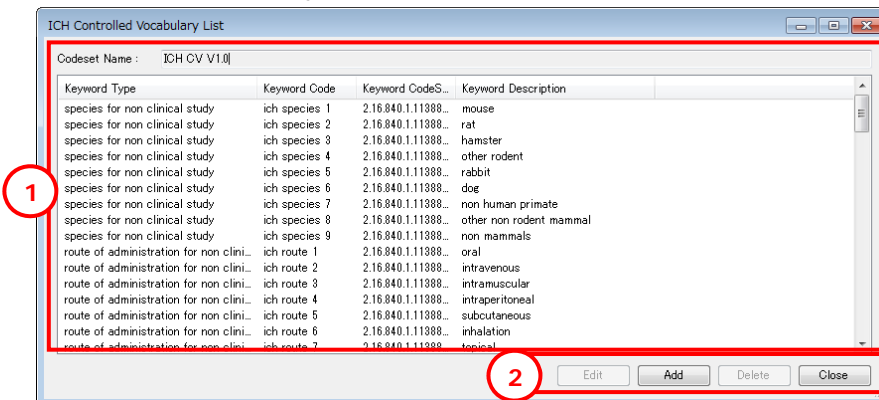 ICH Controlled Vocabulary List
Codeset Name : ICH CV V1.0
Keyword Type Keyword Code Keyword CodeS... Keyword Description
species for non clinical study ich species 1 2.16.840.1.11388... mouse
species for non clinical study ich species 2 2.16.840.1.11388... rat
species for non clinical study ich species 3 2.16.840.1.11388... hamster
species for non clinical study ich species 4 2.16.840.1.11388... other rodent
species for non clinical study ich species 5 2.16.840.1.11388... rabbit
species for non clinical study ich species 6 2.16.840.1.11388... dog
species for non clinical study ich species 7 2.16.840.1.11388... non human primate
species for non clinical study ich species 8 2.16.840.1.11388... other non rodent mammal
species for non clinical study ich species 9 2.16.840.1.11388... non mammals
route of administration for non clini... ich route 1 2.16.840.1.11388... oral
route of administration for non clini... ich route 2 2.16.840.1.11388... intravenous
route of administration for non clini... ich route 3 2.16.840.1.11388... intramuscular
route of administration for non clini... ich route 4 2.16.840.1.11388... intraperitoneal
route of administration for non clini... ich route 5 2.16.840.1.11388... subcutaneous
route of administration for non clini... ich route 6 2.16.840.1.11388... inhalation
route of administration for non clini... ich route 7 2.16.840.1.11388... topical
1
2 Edit Add Delete Close